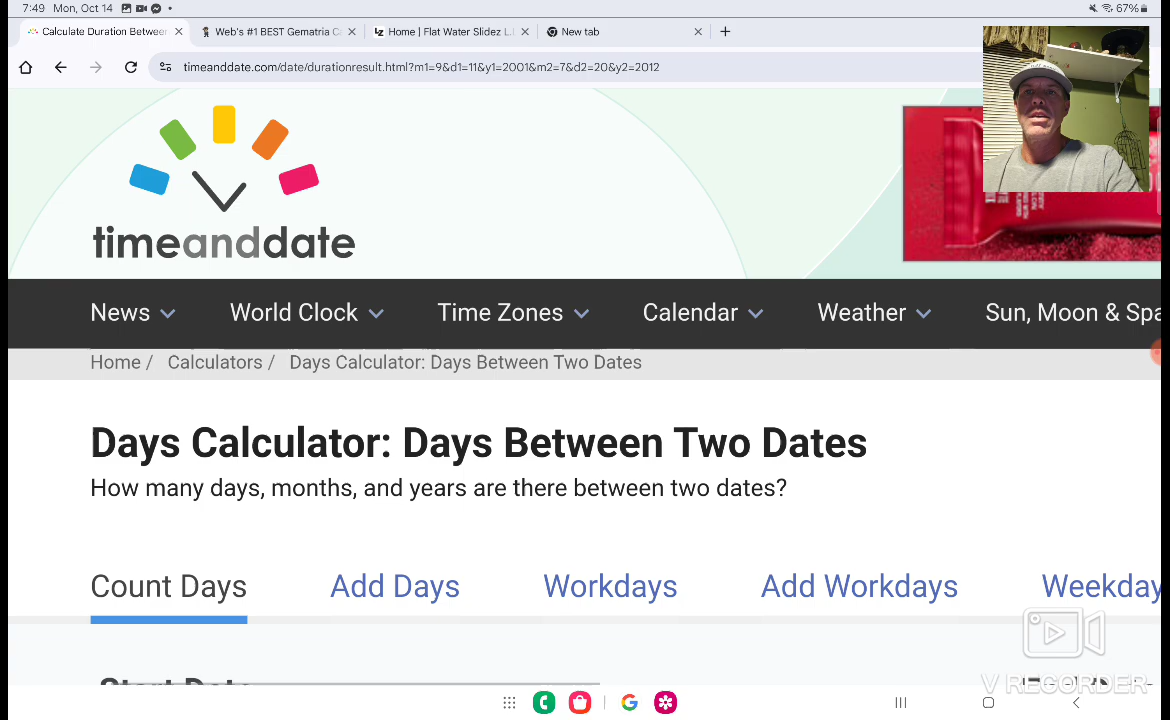 7:49 Mon, Oct 14
67%
Calculate Duration Between
Web's #1 BEST Gematria Ca
Home | Flat Water Slidez L.
New tab
timeanddate.com/date/durationresult.html?m1=9&d1=11&y1=2001&m2=7&d2=20&y2=2012
timeanddate
News
World Clock
Time Zones
Calendar
Weather
Sun, Moon & Spa
Home / Calculators / Days Calculator: Days Between Two Dates
Days Calculator: Days Between Two Dates
How many days, months, and years are there between two dates?
Count Days
Add Days
Workdays
Add Workdays
Weekday
Start Date
V RECORDER